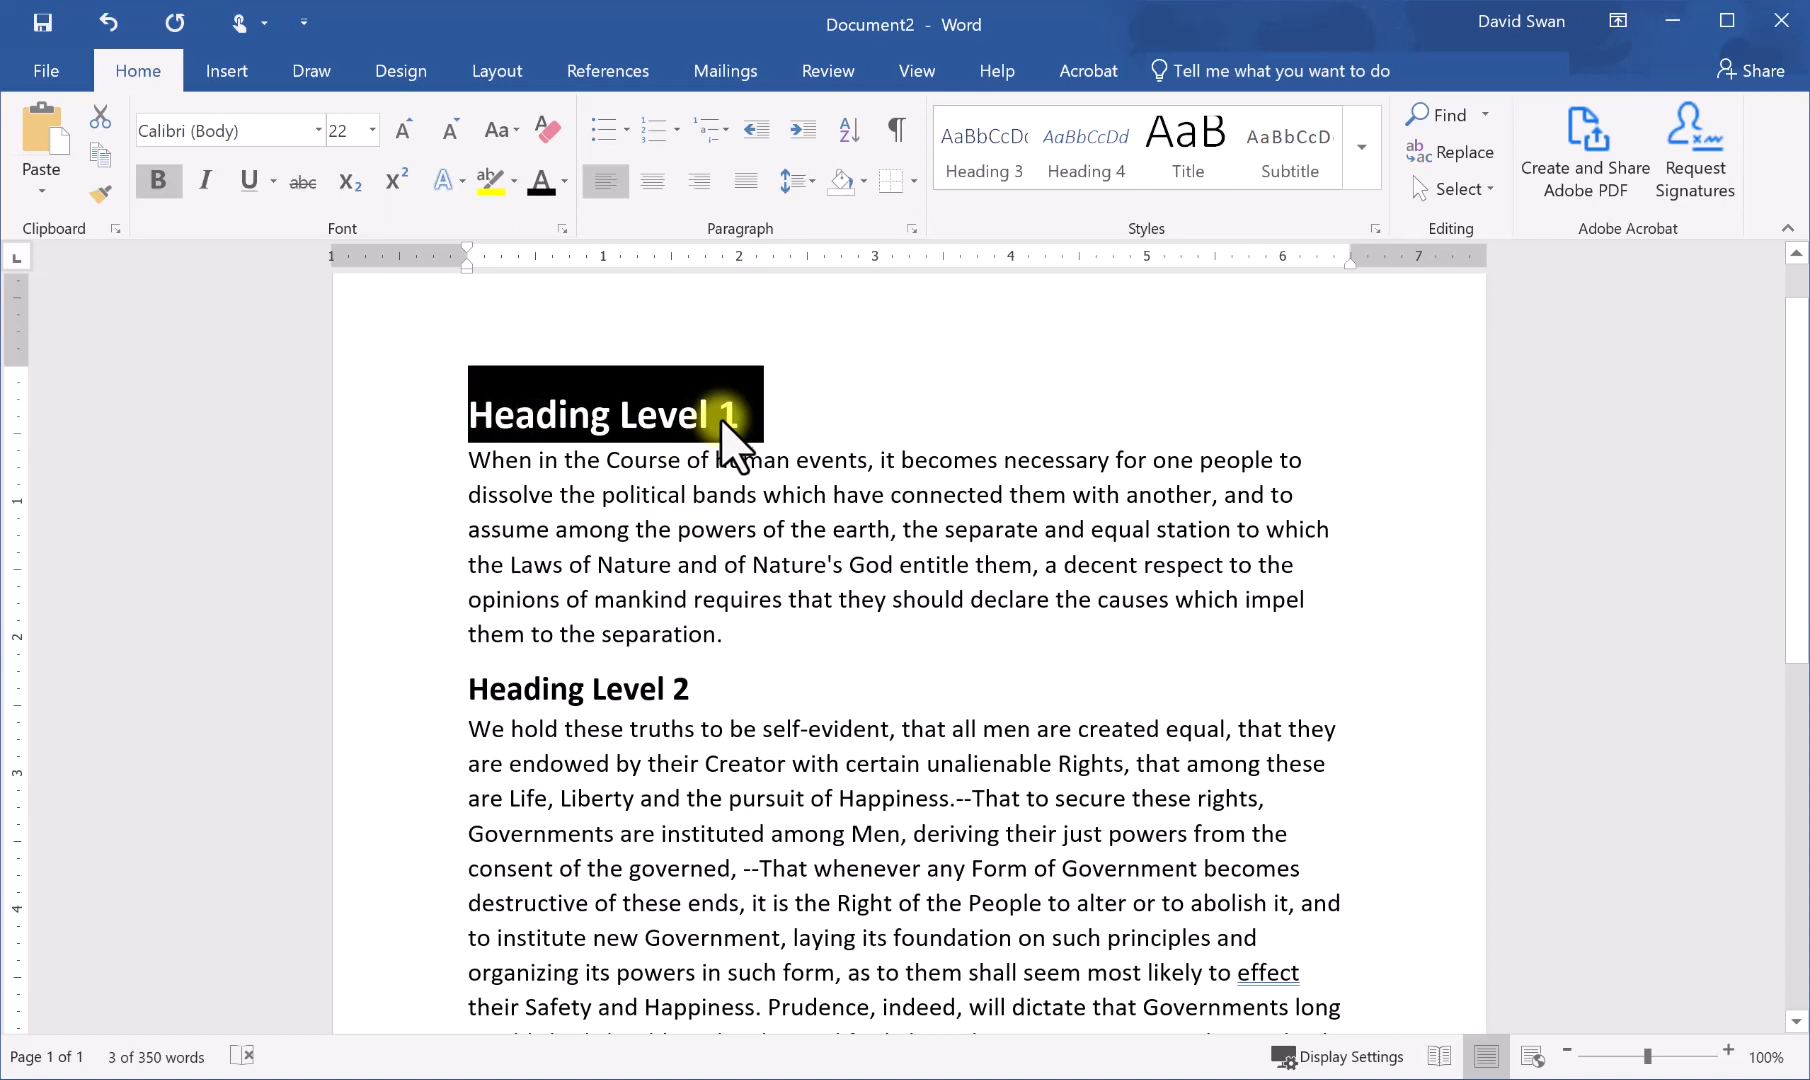 Document2 - Word
David Swan
File Home Insert Draw Design Layout References Mailings Review View Help Acrobat Tell me what you want to do Share
Paste
Clipboard
Calibri (Body) 22
Font
Paragraph
AaBbCcDc AaBbCcDd AaB AaBbCcD
Heading 3 Heading 4 Title Subtitle
Styles
Find
Replace
Select
Editing
Create and Share Adobe PDF
Request Signatures
Adobe Acrobat
1 1 2 3 4 5 6 7
Heading Level 1
When in the Course of human events, it becomes necessary for one people to
dissolve the political bands which have connected them with another, and to
assume among the powers of the earth, the separate and equal station to which
the Laws of Nature and of Nature's God entitle them, a decent respect to the
opinions of mankind requires that they should declare the causes which impel
them to the separation.
Heading Level 2
We hold these truths to be self-evident, that all men are created equal, that they
are endowed by their Creator with certain unalienable Rights, that among these
are Life, Liberty and the pursuit of Happiness.--That to secure these rights,
Governments are instituted among Men, deriving their just powers from the
consent of the governed, --That whenever any Form of Government becomes
destructive of these ends, it is the Right of the People to alter or to abolish it, and
to institute new Government, laying its foundation on such principles and
organizing its powers in such form, as to them shall seem most likely to effect
their Safety and Happiness. Prudence, indeed, will dictate that Governments long
Page 1 of 1 3 of 350 words Display Settings 100%